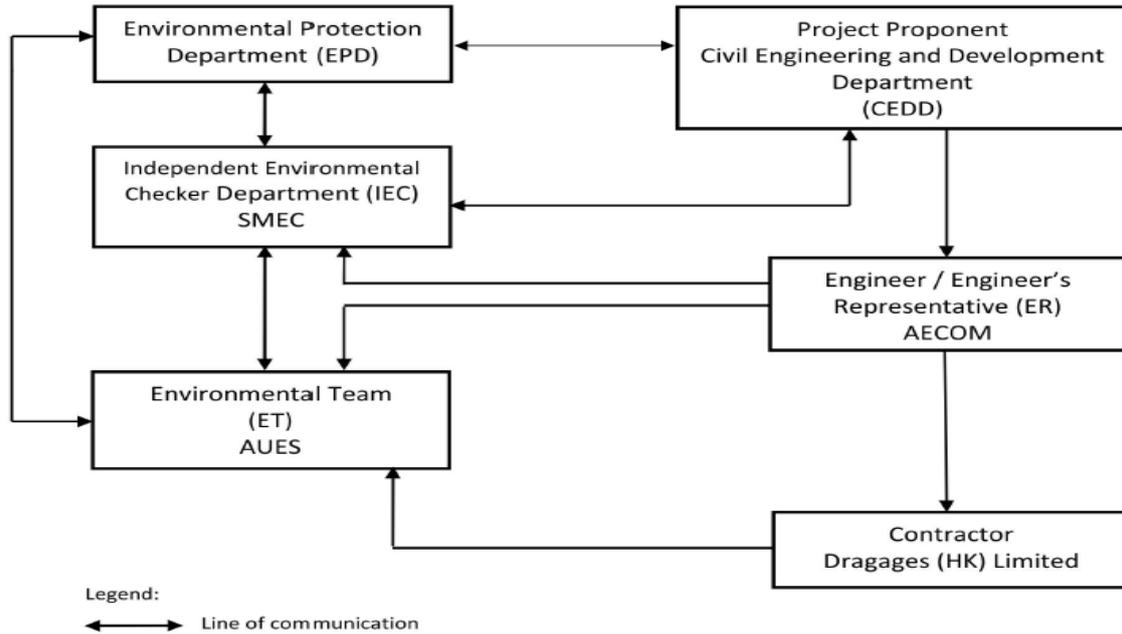 Environmental Protection
Department (EPD)
Project Proponent
Civil Engineering and Development
Department
(CEDD)
Independent Environmental
Checker Department (IEC)
SMEC
Engineer / Engineer’s
Representative (ER)
AECOM
Environmental Team
(ET)
AUES
Contractor
Dragages (HK) Limited
Legend:
Line of communication